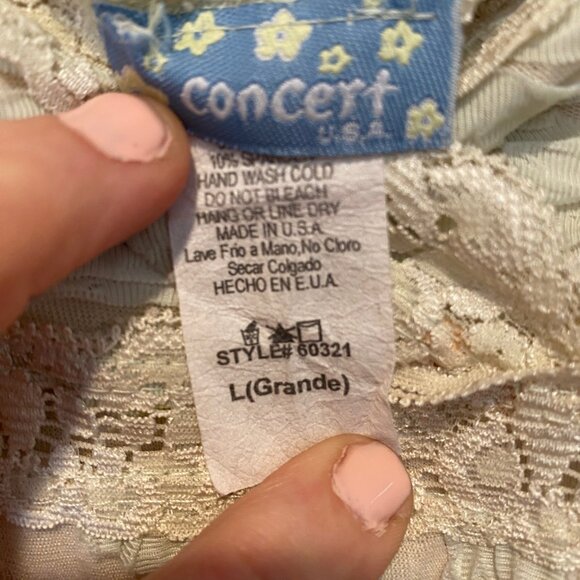 concert
U.S.A.
10%
HAND WASH COLD
DO NOT BLEACH
HANG OR LINE DRY
MADE IN U.S.A.
Lave Frio a Mano,No Cloro
Secar Colgado
HECHO EN E.U.A.
STYLE# 60321
L(Grande)